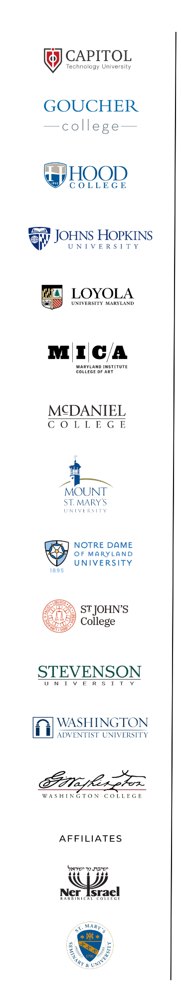 CAPITOL
Technology University
GOUCHER
college
HOOD
COLLEGE
1893
JOHNS HOPKINS
UNIVERSITY
LOYOLA
UNIVERSITY MARYLAND
MICA
MARYLAND INSTITUTE
COLLEGE OF ART
McDANIEL
COLLEGE
MOUNT
ST. MARY'S
UNIVERSITY
NOTRE DAME
OF MARYLAND
UNIVERSITY
1895
FACIO • LIBEROS • EX • LIBERIS • LIBRIS • LIBRAQVE
ST JOHN'S
College
STEVENSON
UNIVERSITY
WASHINGTON
ADVENTIST UNIVERSITY
G Washington
WASHINGTON COLLEGE
AFFILIATES
ישיבת נר ישראל
Ner Israel
RABBINICAL COLLEGE
ST. MARY'S
SEMINARY & UNIVERSITY
1791